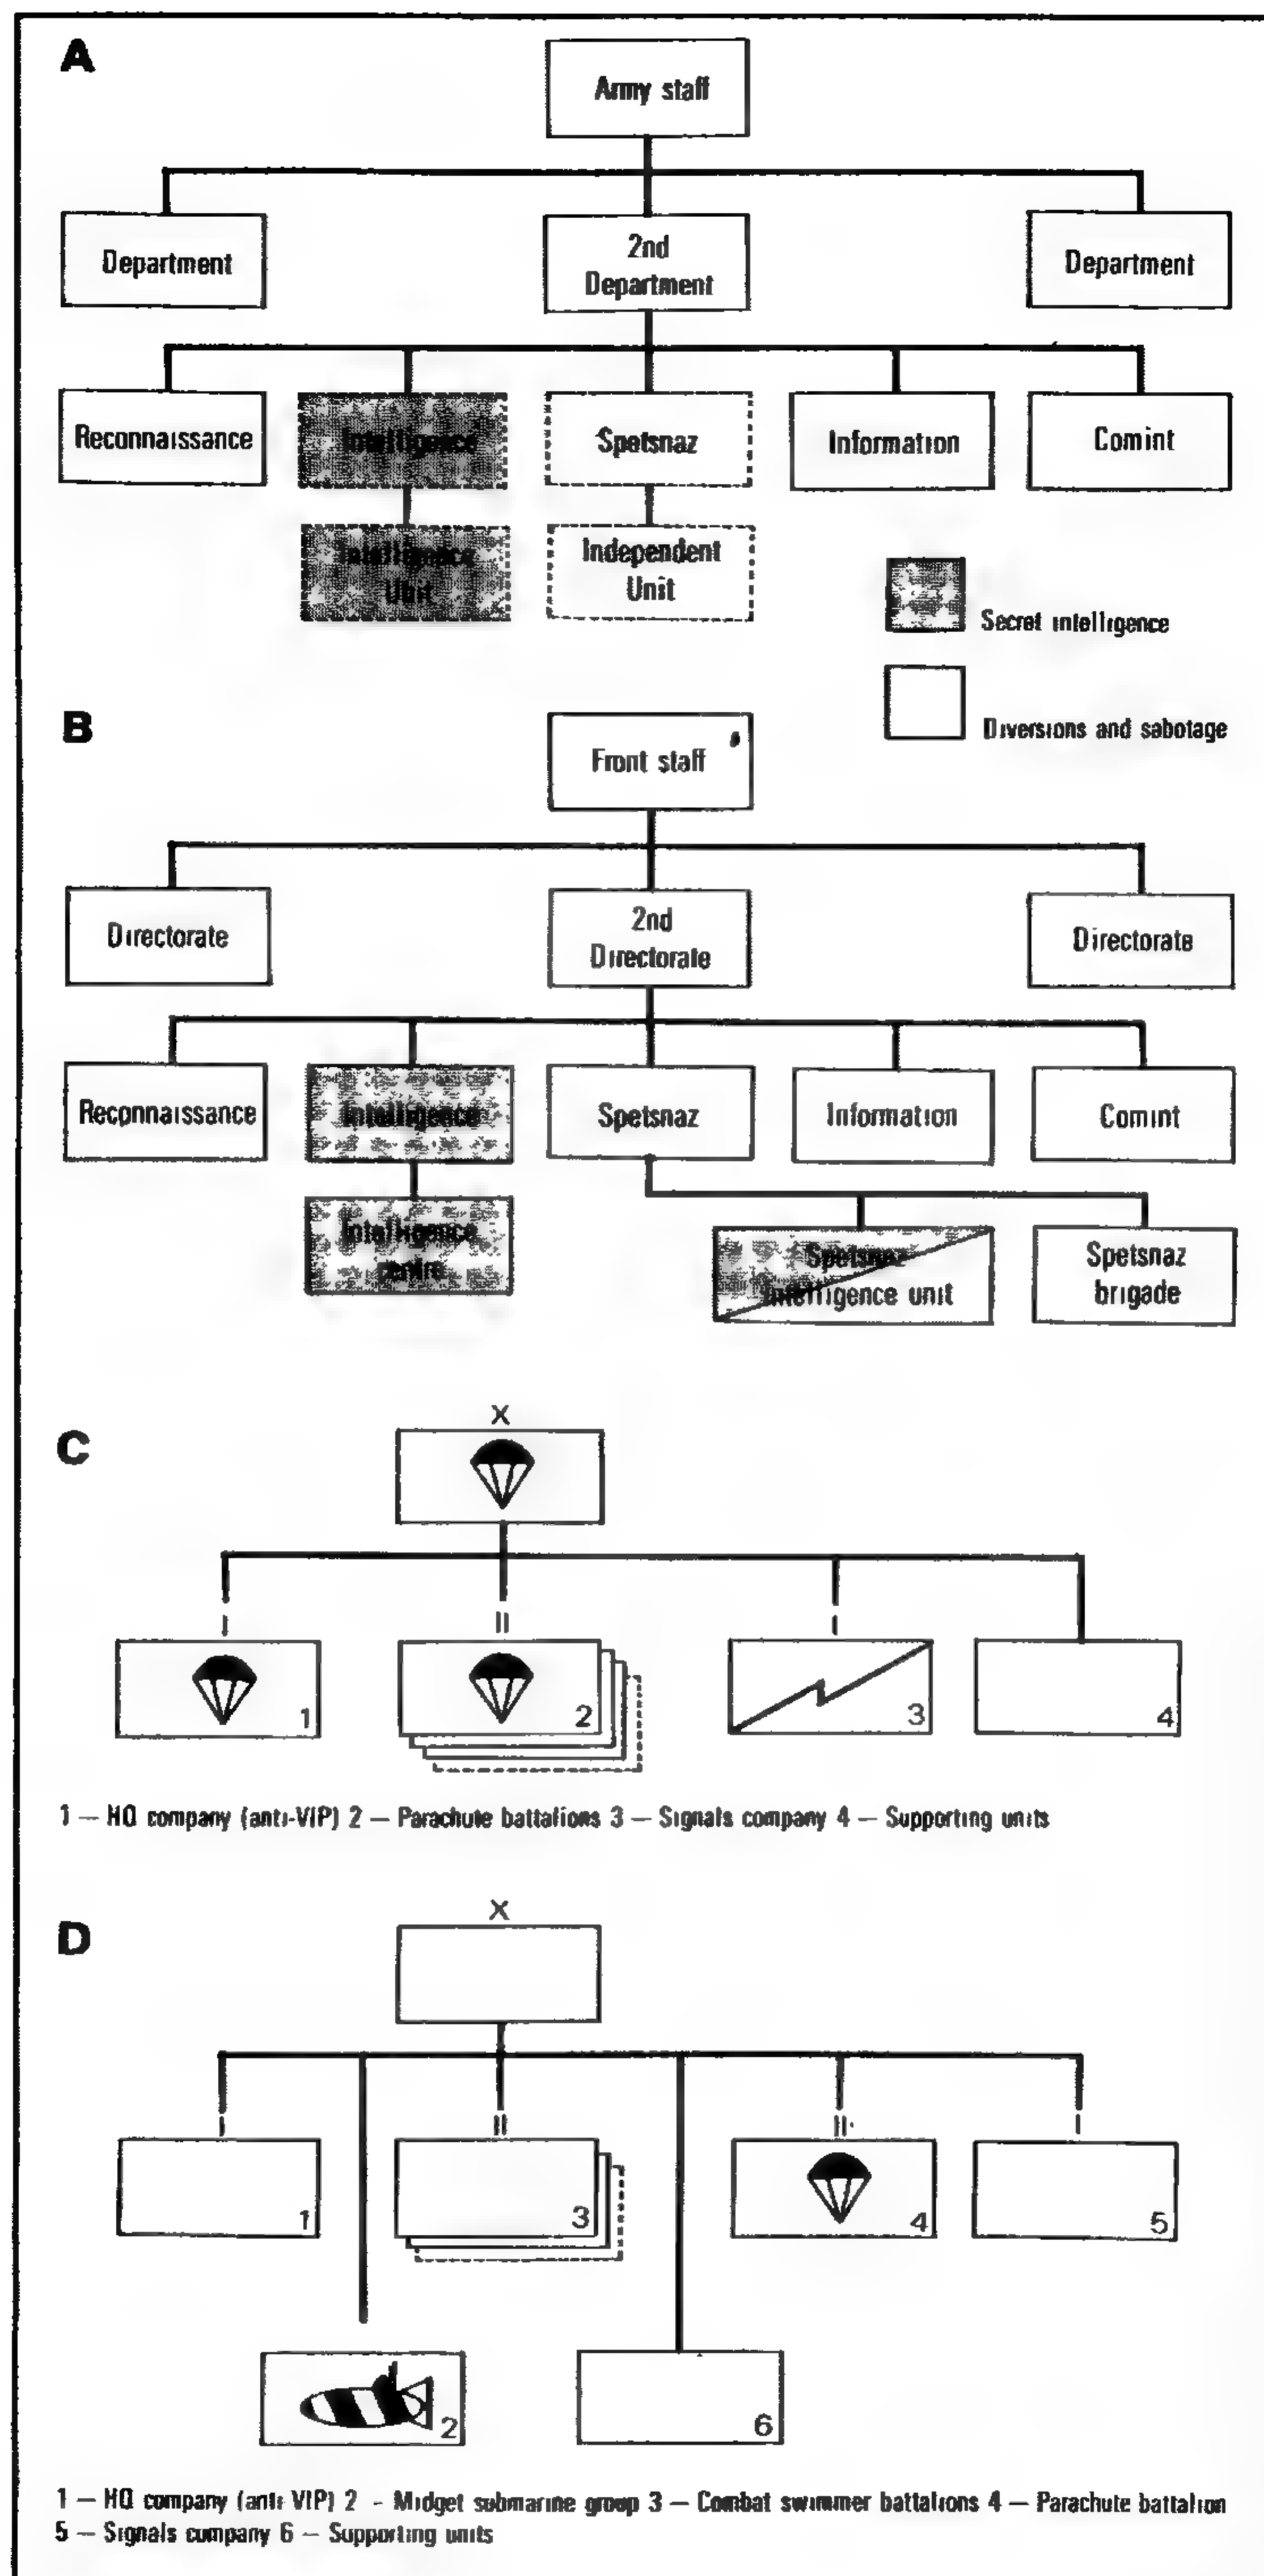 A
Army staff
Department
2nd
Department
Department
Reconnaissance
Intelligence
Spetsnaz
Information
Comint
Intelligence
Unit
Independent
Unit
Secret intelligence
Diversions and sabotage
B
Front staff
Directorate
2nd
Directorate
Directorate
Reconnaissance
Intelligence
Spetsnaz
Information
Comint
Intelligence
centre
Spetsnaz
Intelligence unit
Spetsnaz
brigade
C
X
I
II
I
1
2
3
4
1 — HQ company (anti-VIP) 2 — Parachute battalions 3 — Signals company 4 — Supporting units
D
X
I
II
II
I
1
3
4
5
2
6
1 — HQ company (anti VIP) 2 - Midget submarine group 3 — Combat swimmer battalions 4 — Parachute battalion
5 — Signals company 6 — Supporting units